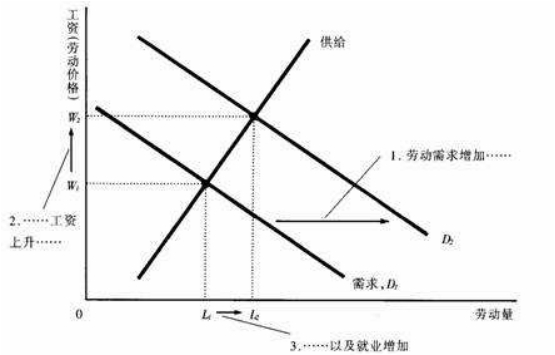 工资(劳动价格)
供给
W₂
1. 劳动需求增加……
W₁
2. ……工资
上升……
D₂
需求, D₁
0
L₁
L₂
劳动量
3. ……以及就业增加